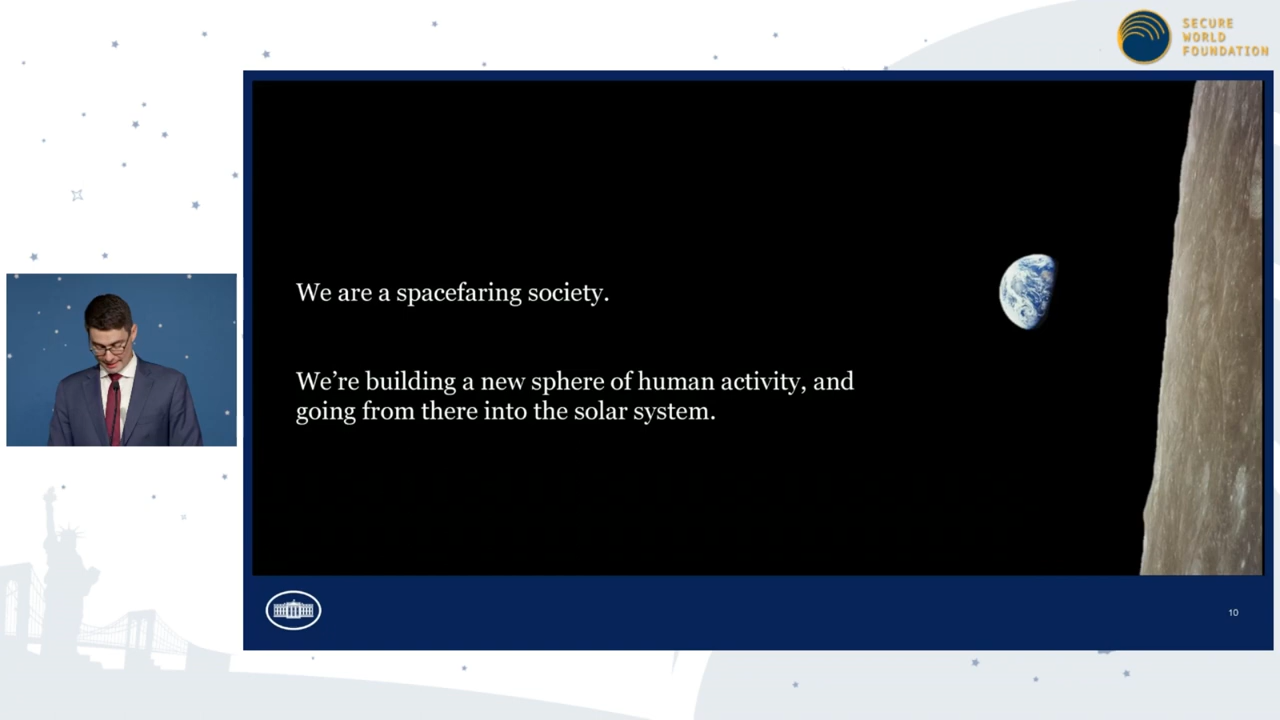 SECURE
WORLD
FOUNDATION
We are a spacefaring society.
We’re building a new sphere of human activity, and
going from there into the solar system.
10